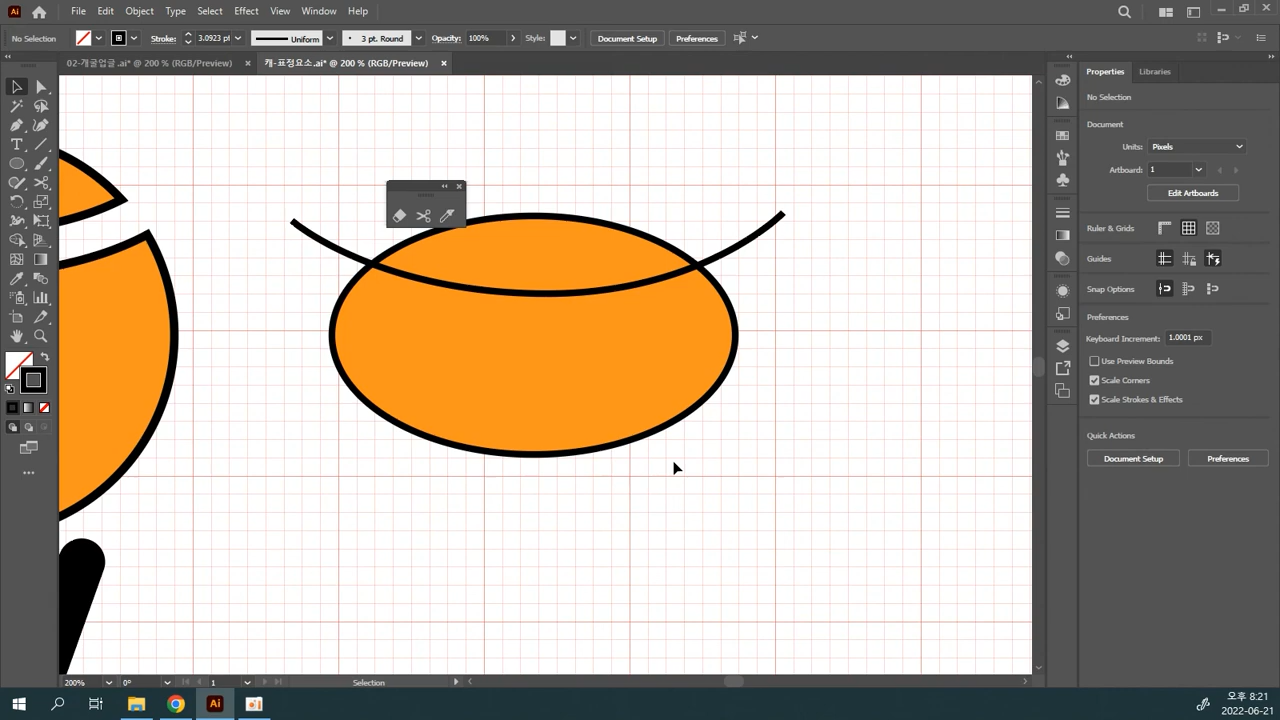 Ai File Edit Object Type Select Effect View Window Help
No Selection Stroke: 3.0923 pt Uniform 3 pt. Round Opacity: 100% Style: Document Setup Preferences
02-개굴업글.ai* @ 200 % (RGB/Preview) 캐-표정요소.ai* @ 200 % (RGB/Preview)
Properties Libraries
No Selection
Document
Units: Pixels
Artboard: 1
Edit Artboards
Ruler & Grids
Guides
Snap Options
Preferences
Keyboard Increment: 1.0001 px
Use Preview Bounds
Scale Corners
Scale Strokes & Effects
Quick Actions
Document Setup Preferences
200% 0° 1 Selection
Ai
오후 8:21
2022-06-21